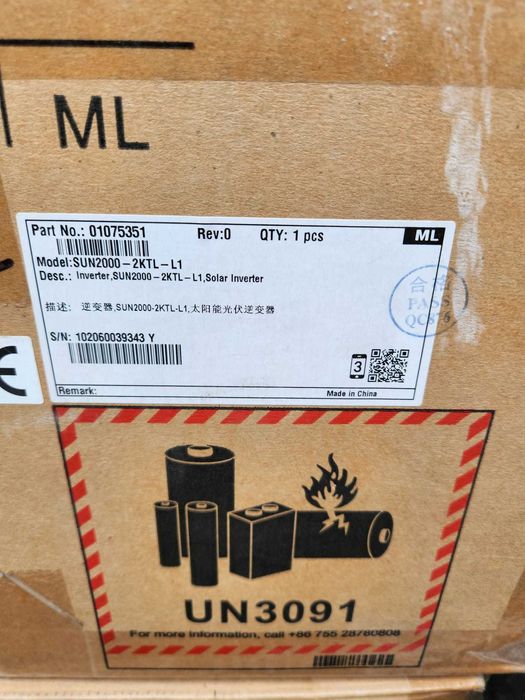 ML
Part No.: 01075351 Rev:0 QTY: 1 pcs ML
Model:SUN2000-2KTL-L1
Desc.: Inverter,SUN2000-2KTL-L1,Solar Inverter
描述: 逆变器,SUN2000-2KTL-L1,太阳能光伏逆变器
合格
PASS
QC876
S/N: 102060039343 Y
3
CE
Remark: Made in China
UN3091
For more information, call +86 755 28780808